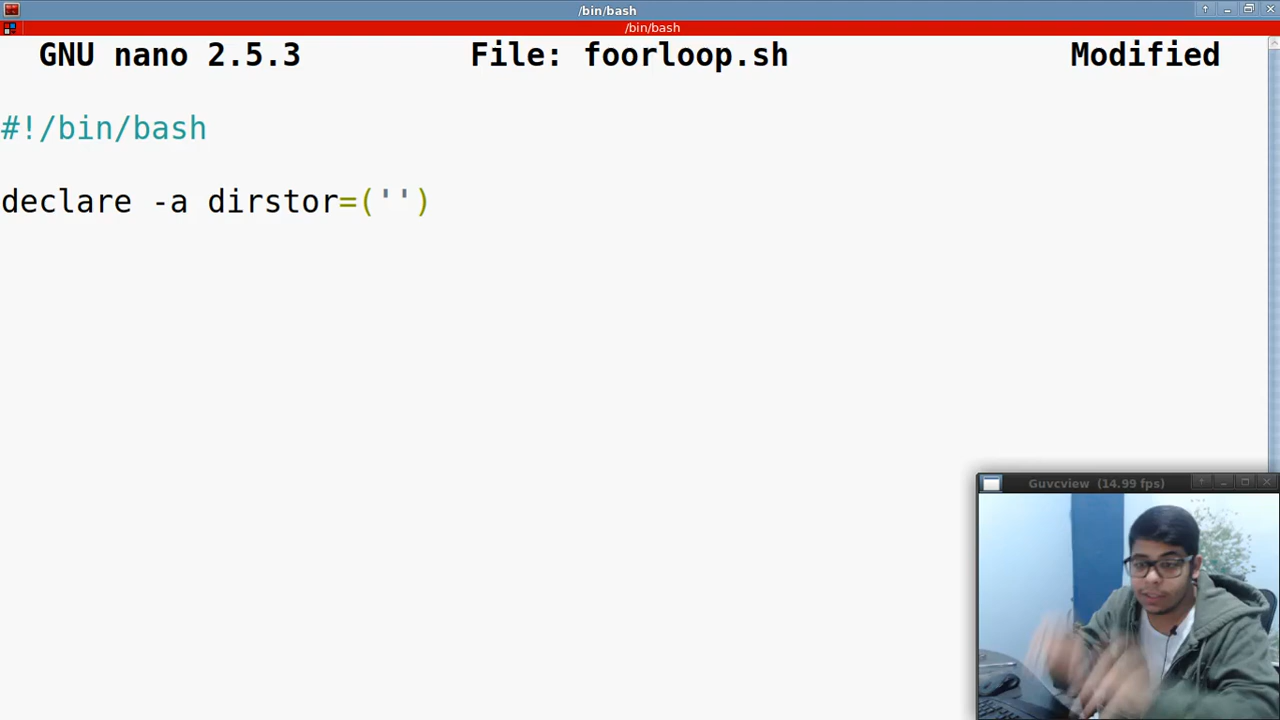 /bin/bash
/bin/bash
GNU nano 2.5.3 File: foorloop.sh Modified
#!/bin/bash
declare -a dirstor=('')
Guvcview (14.99 fps)